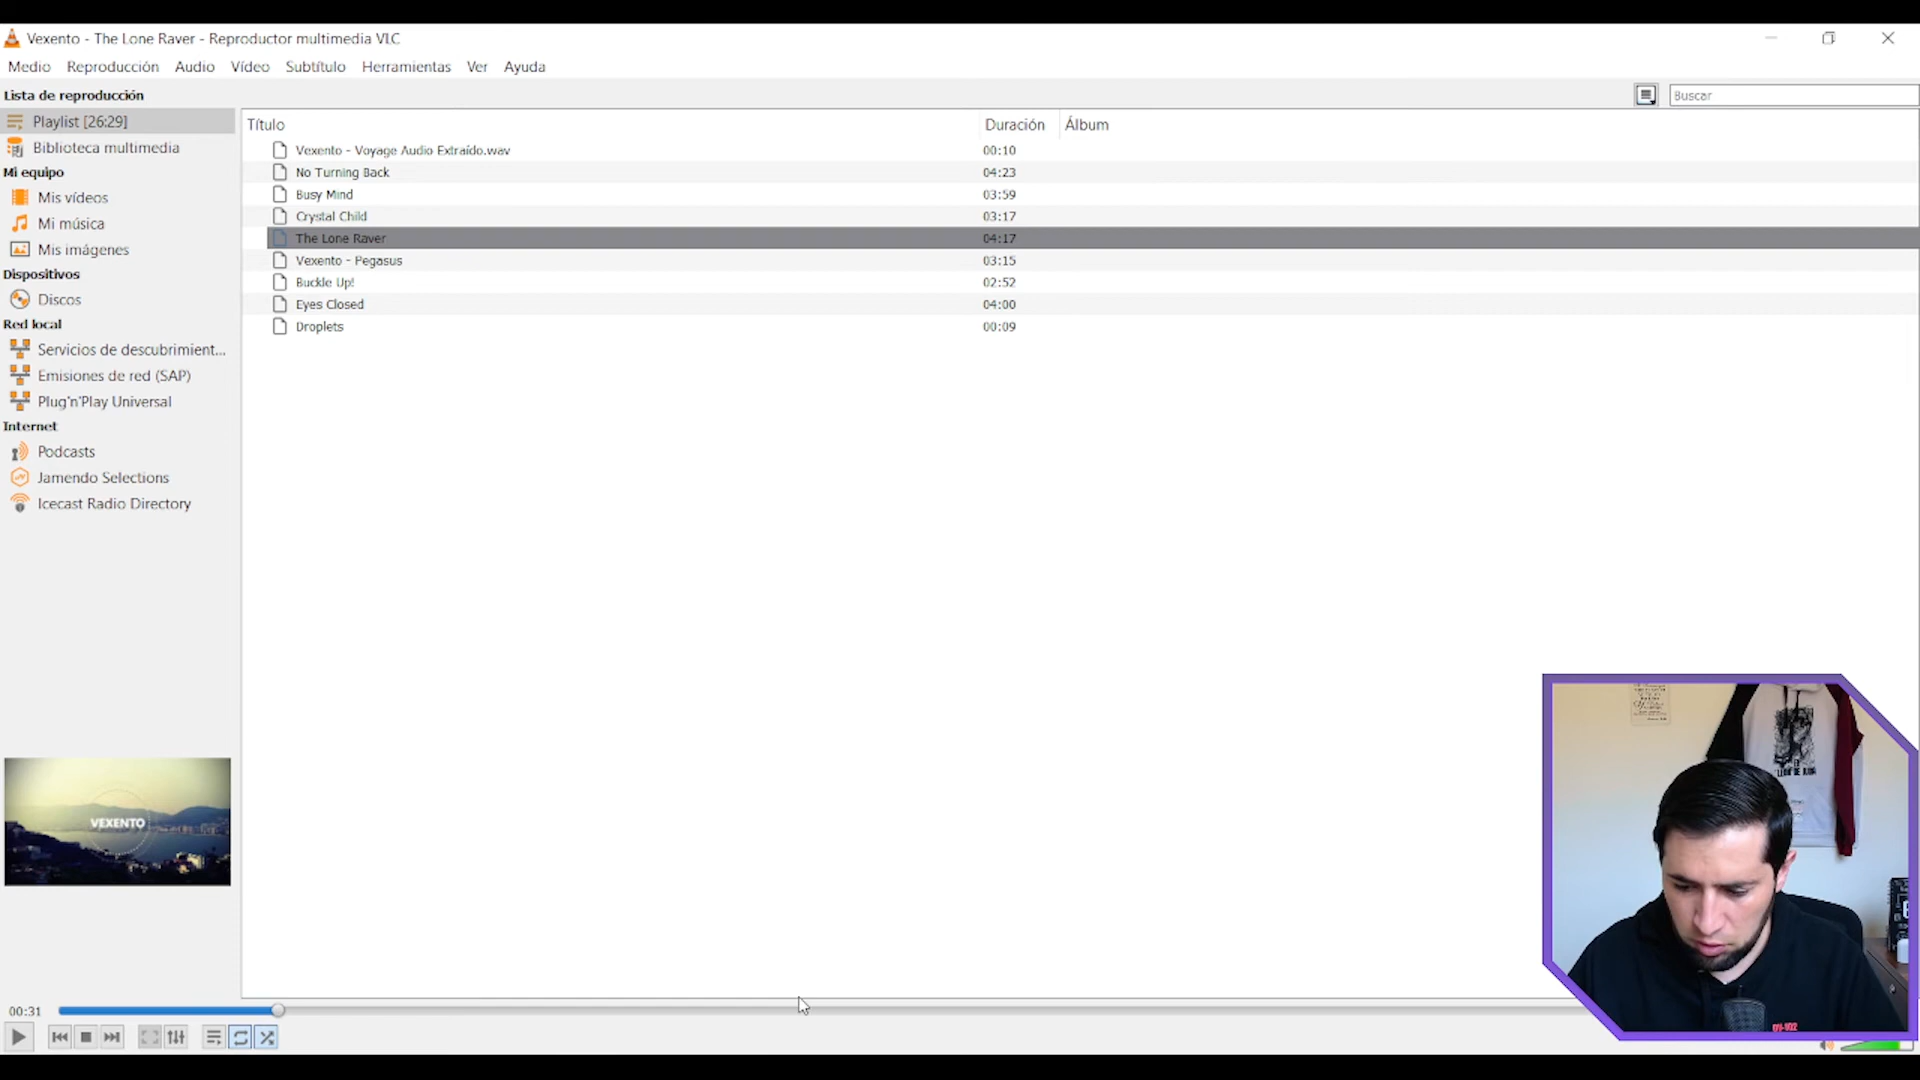 Vexento - The Lone Raver - Reproductor multimedia VLC
Medio Reproducción Audio Vídeo Subtítulo Herramientas Ver Ayuda
Lista de reproducción
Buscar
Playlist [26:29]
Biblioteca multimedia
Mi equipo
Mis vídeos
Mi música
Mis imágenes
Dispositivos
Discos
Red local
Servicios de descubrimient...
Emisiones de red (SAP)
Plug'n'Play Universal
Internet
Podcasts
Jamendo Selections
Icecast Radio Directory
Título Duración Álbum
Vexento - Voyage Audio Extraído.wav 00:10
No Turning Back 04:23
Busy Mind 03:59
Crystal Child 03:17
The Lone Raver 04:17
Vexento - Pegasus 03:15
Buckle Up! 02:52
Eyes Closed 04:00
Droplets 00:09
VEXENTO
00:31